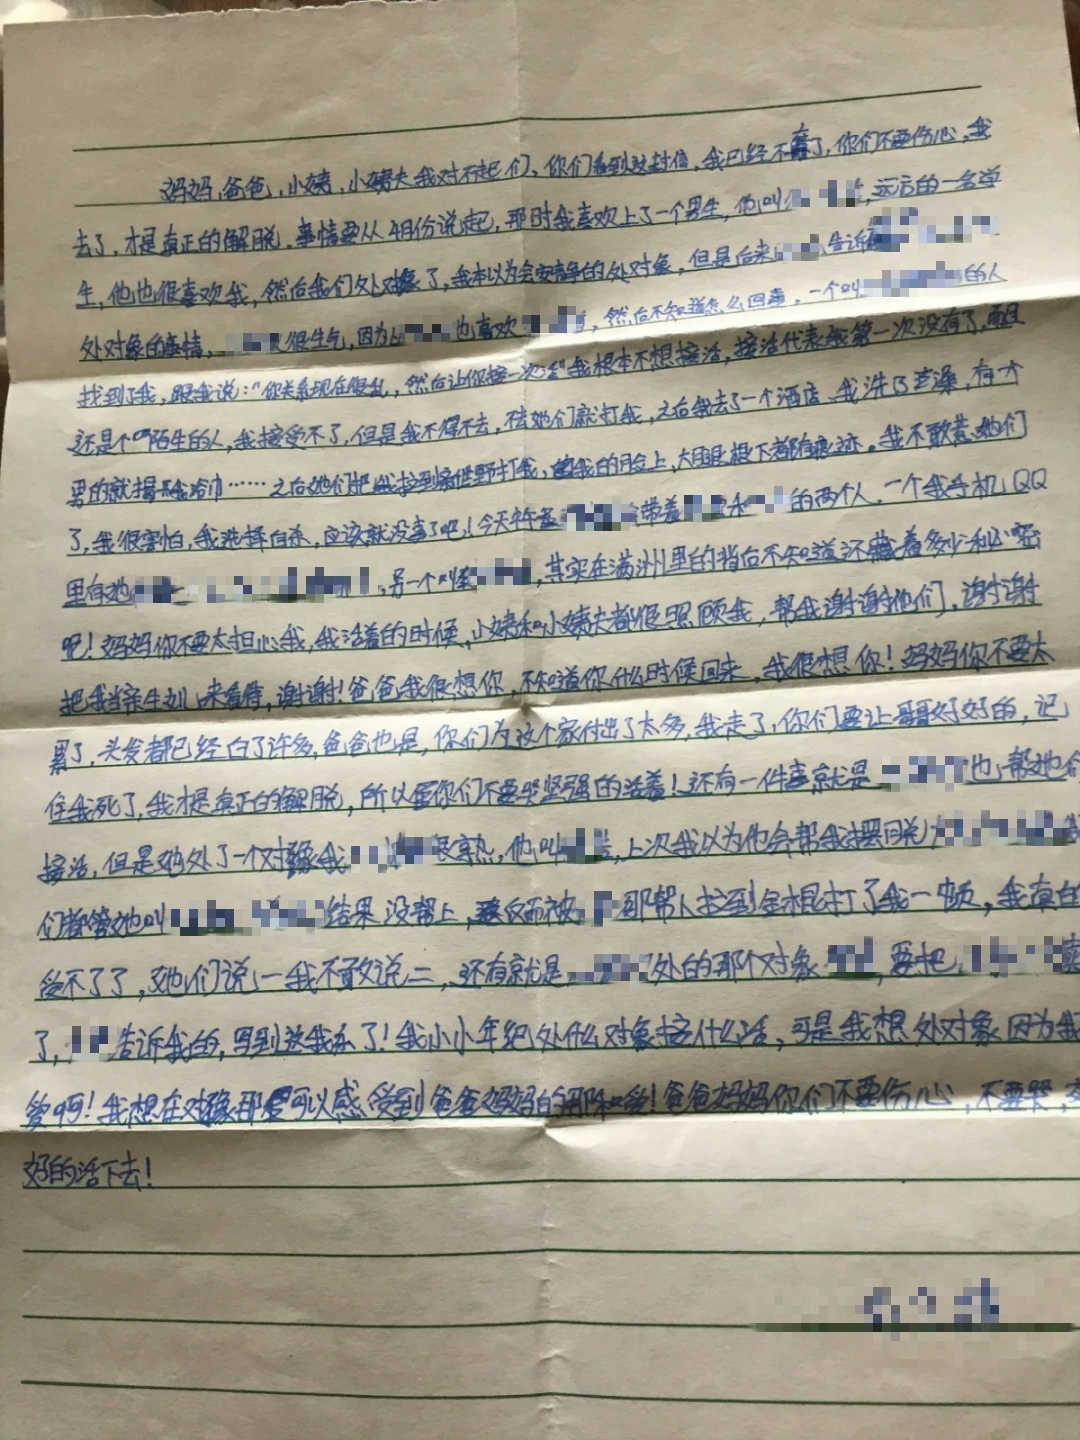 妈妈，爸爸，小姨，小姨夫我对不起们、你们看到这封信，我已经不在了，你们不要伤心，我
去了，才是真正的解脱，事情要从4月份说起，那时我喜欢上了一个男生，他叫，远方的一名学
生，他也很喜欢我，然后我们处对象了，我本以为会安静的处对象，但是后来告诉
处对象的事情，很生气，因为也喜欢，然后不知道怎么回事，一个叫的人
找到了我，跟我说：“你关系现在很乱，然后让你接一次活”我根本不想接活，接活代表我第一次没有了，而且
还是个陌生的人，我接受不了，但是我不得不去，不去她们就打我，之后我去了一个酒店、我洗了芒澡，有个
男的就揭我浴巾……之后她们把我拉到打我，我的脸上，大腿根下都有痕迹。我不敢惹她们
了，我很害怕，我选择自杀，应该就没事了吧！今天带着和的两个人，一个我手机QQ
里有她，另一个叫，其实在满洲里的背后不知道还藏着多少秘密
吧！妈妈你不要太担心我，我活着的时候，小姨和小姨夫都很照顾我，帮我谢谢他们，谢谢
把我当亲生女儿来看待，谢谢！爸爸我很想你，不知道你什么时候回来，我很想你！妈妈你不要太
累了，头发都已经白了许多，爸爸也是，你们为这个家付出了太多，我走了，你们要让哥哥好好的，记
住我死了，我才是真正的解脱，所以你们不要哭坚强的活着！还有一件事就是也帮她们
接活，但是她处了一个对象我很熟，他叫，上次我以为他会帮我摆
们都管她叫结果没帮上，反而被那帮人拉到金棍打了我一顿，我真的
受不了了，她们说一我不敢说二，还有就是处的那个对象，要把卖
了，告诉我的，写到这我东了！我小小年纪处什么对象接什么活，可是我想处对象因为我
爱啊！我想在对象那可以感受到爸爸妈妈的那种爱！爸爸妈妈你们不要伤心，不要哭，
好的活下去！